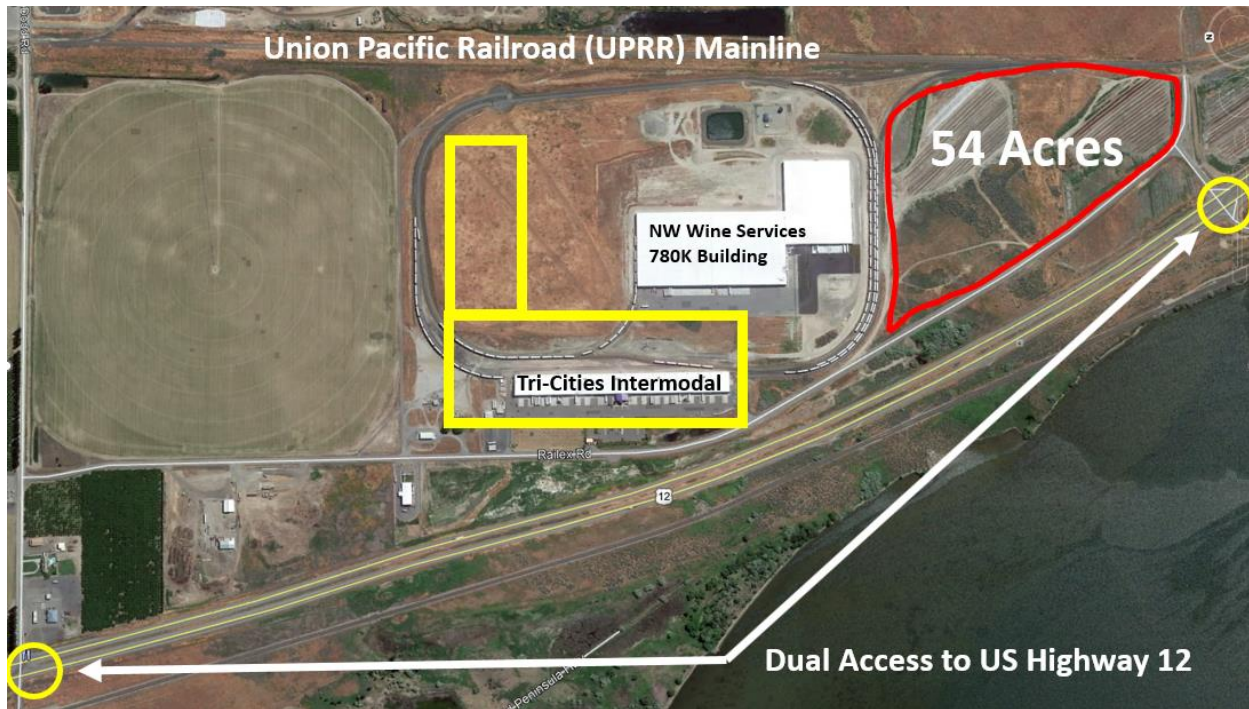 Union Pacific Railroad (UPRR) Mainline
54 Acres
NW Wine Services
780K Building
Tri-Cities Intermodal
Railex Rd
12
Dual Access to US Highway 12